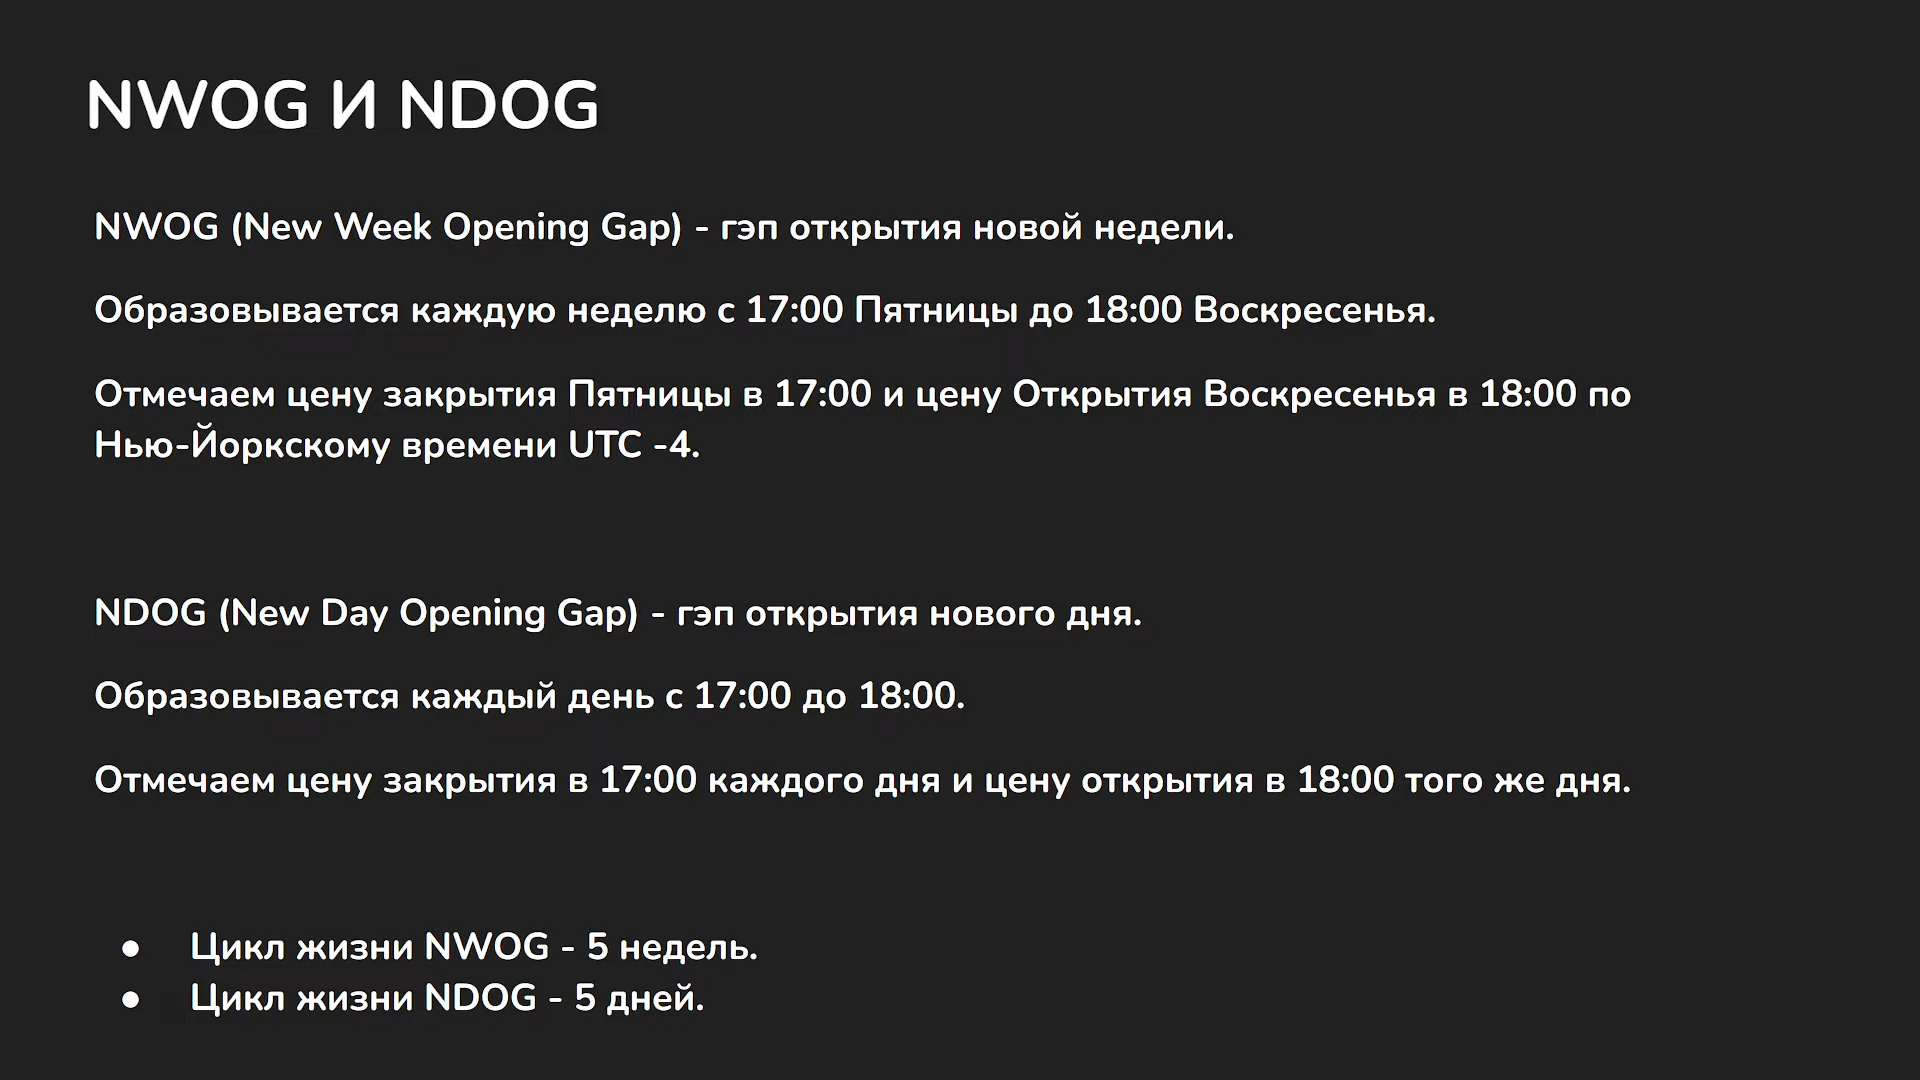 NWOG И NDOG
NWOG (New Week Opening Gap) - гэп открытия новой недели.
Образовывается каждую неделю с 17:00 Пятницы до 18:00 Воскресенья.
Отмечаем цену закрытия Пятницы в 17:00 и цену Открытия Воскресенья в 18:00 по
Нью-Йоркскому времени UTC -4.
NDOG (New Day Opening Gap) - гэп открытия нового дня.
Образовывается каждый день с 17:00 до 18:00.
Отмечаем цену закрытия в 17:00 каждого дня и цену открытия в 18:00 того же дня.
● Цикл жизни NWOG - 5 недель.
● Цикл жизни NDOG - 5 дней.